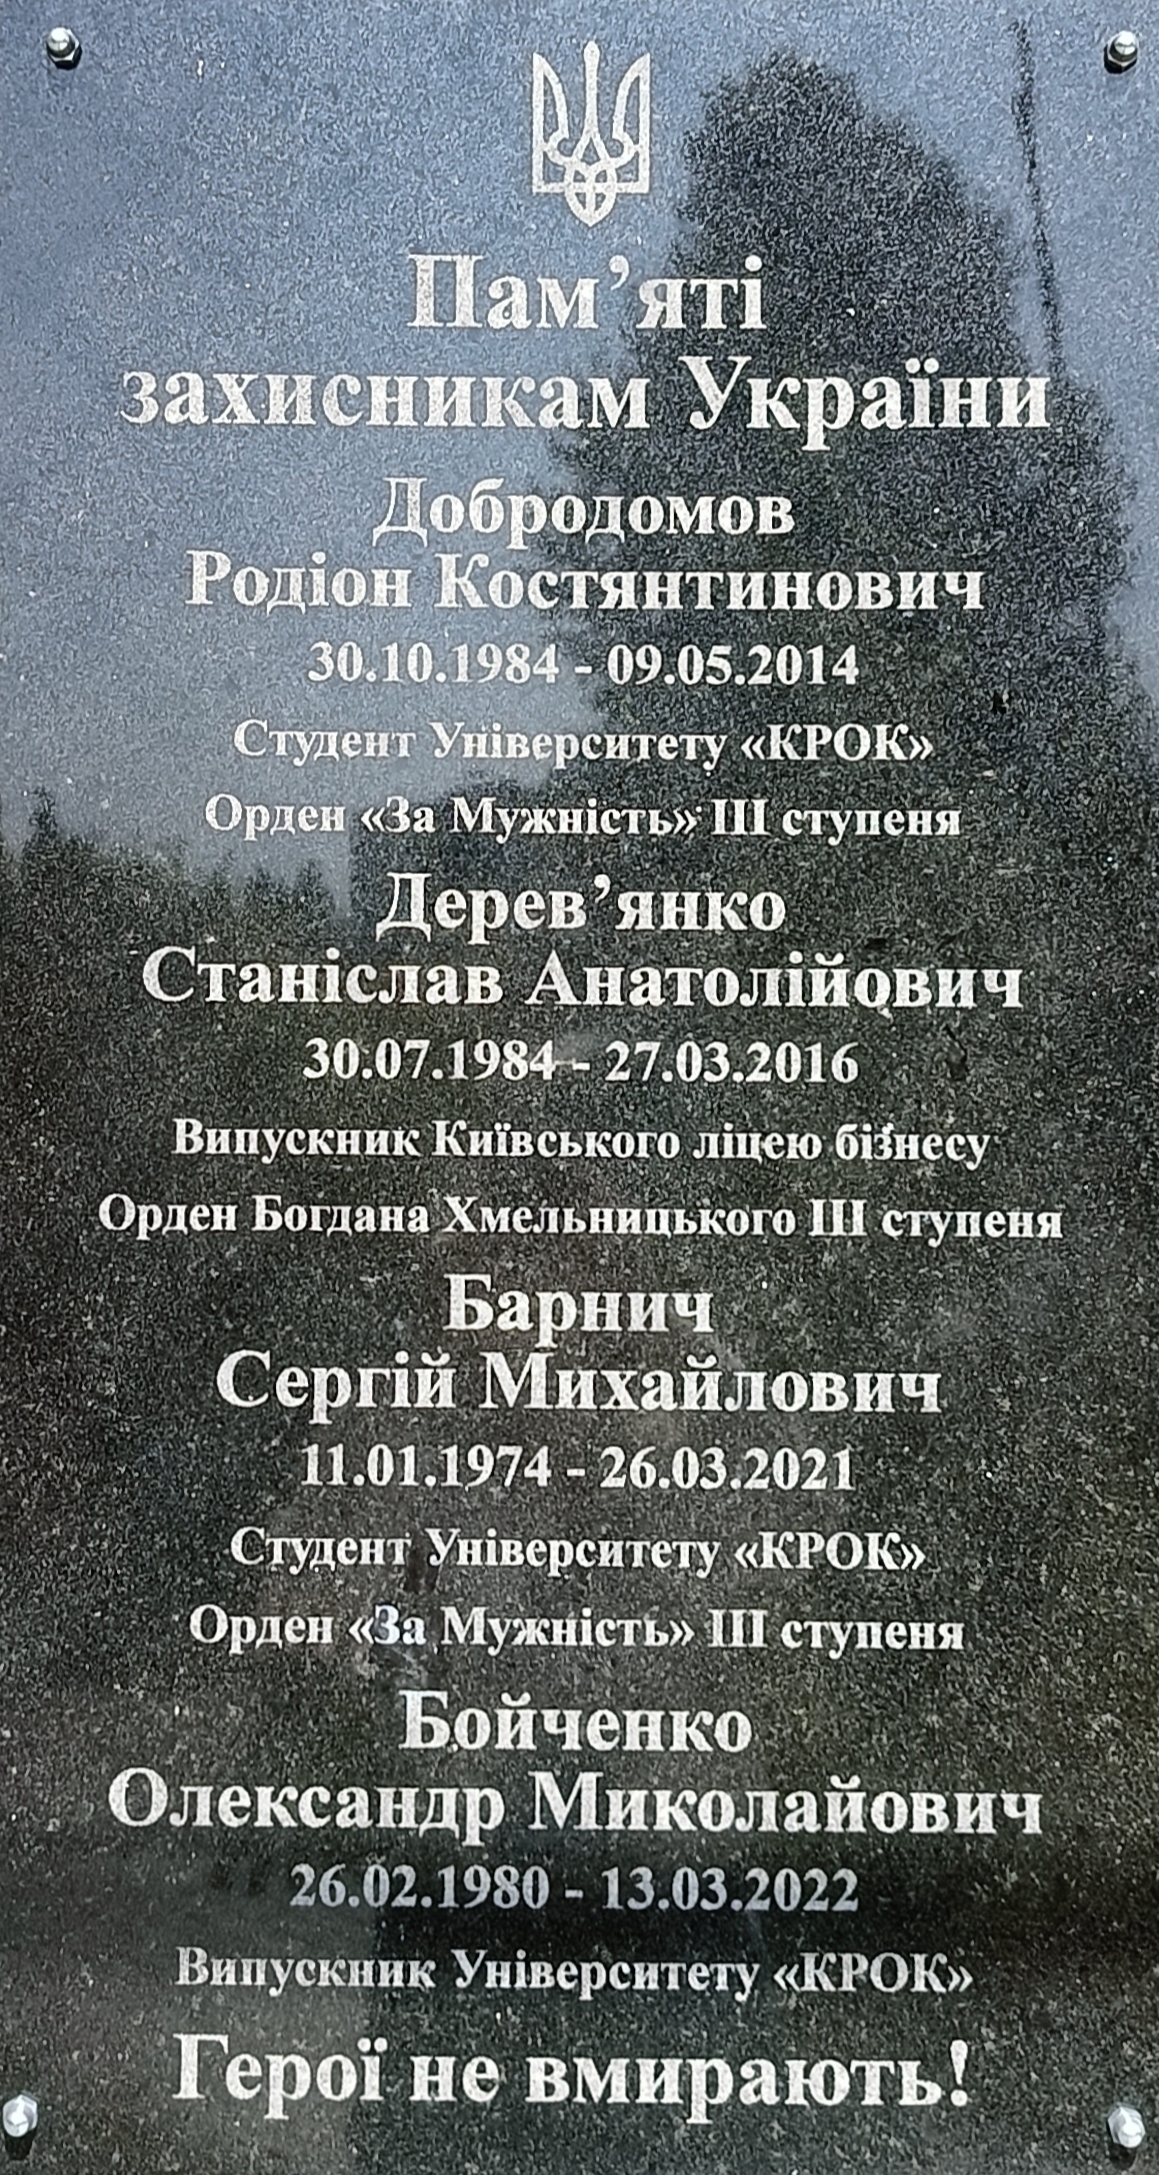 Пам’яті
захисникам України
Добродомов
Родіон Костянтинович
30.10.1984 - 09.05.2014
Студент Університету «КРОК»
Орден «За Мужність» ІІІ ступеня
Дерев’янко
Станіслав Анатолійович
30.07.1984 - 27.03.2016
Випускник Київського ліцею бізнесу
Орден Богдана Хмельницького ІІІ ступеня
Барнич
Сергій Михайлович
11.01.1974 - 26.03.2021
Студент Університету «КРОК»
Орден «За Мужність» ІІІ ступеня
Бойченко
Олександр Миколайович
26.02.1980 - 13.03.2022
Випускник Університету «КРОК»
Герої не вмирають!